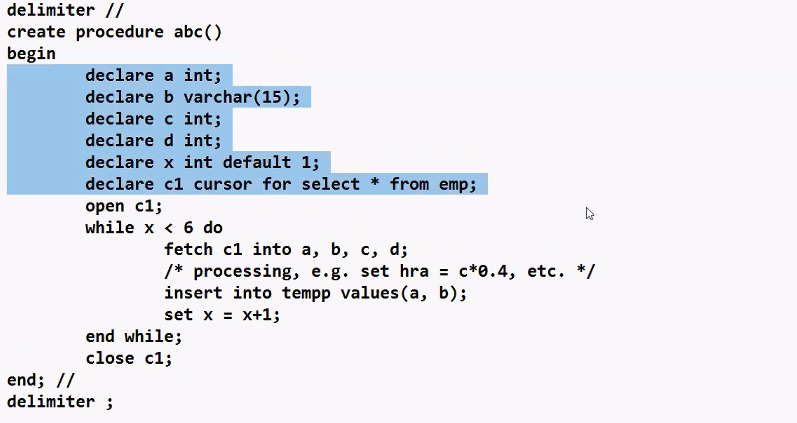 delimiter //
create procedure abc()
begin
declare a int;
declare b varchar(15);
declare c int;
declare d int;
declare x int default 1;
declare c1 cursor for select * from emp;
open c1;
while x < 6 do
fetch c1 into a, b, c, d;
/* processing, e.g. set hra = c*0.4, etc. */
insert into tempp values(a, b);
set x = x+1;
end while;
close c1;
end; //
delimiter ;